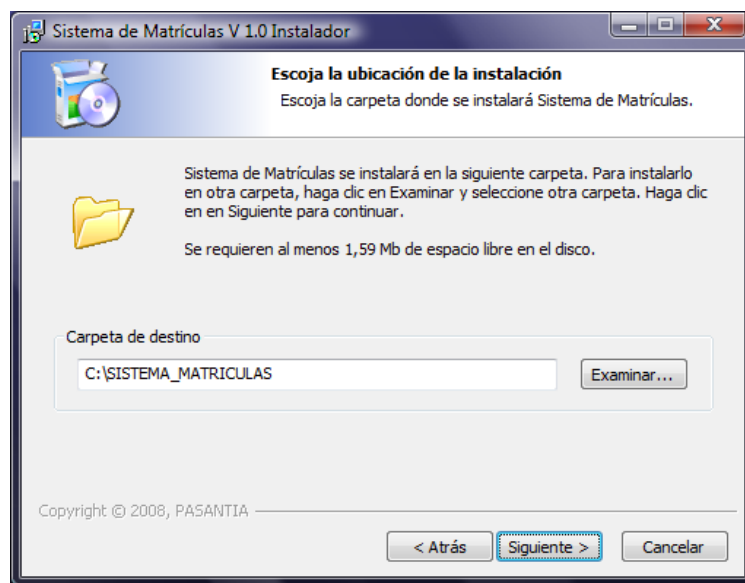 Sistema de Matrículas V 1.0 Instalador
Escoja la ubicación de la instalación
Escoja la carpeta donde se instalará Sistema de Matrículas.
Sistema de Matrículas se instalará en la siguiente carpeta. Para instalarlo
en otra carpeta, haga clic en Examinar y seleccione otra carpeta. Haga clic
en en Siguiente para continuar.
Se requieren al menos 1,59 Mb de espacio libre en el disco.
Carpeta de destino
C:\SISTEMA_MATRICULAS
Examinar...
Copyright © 2008, PASANTIA
< Atrás
Siguiente >
Cancelar